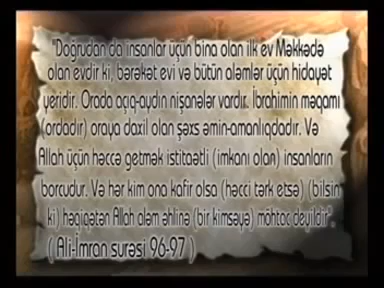 "Doğrudan da insanlar üçün bina olan ilk ev Məkkədə
olan evdir ki, bərəkət evi və bütün aləmlər üçün hidayət
yeridir. Orada açıq-aydın nişanələr vardır. İbrahimin məqamı
(ordadır) oraya daxil olan şəxs əmin-amanlıqdadır. Və
Allah üçün həccə getmək istitaətli (imkanı olan) insanların
borcudur. Və hər kim ona kafir olsa (həcci tərk etsə) (bilsin
ki) həqiqətən Allah aləm əhlinə (bir kimsəyə) möhtac deyildir".
( Ali-İmran surəsi 96-97 )